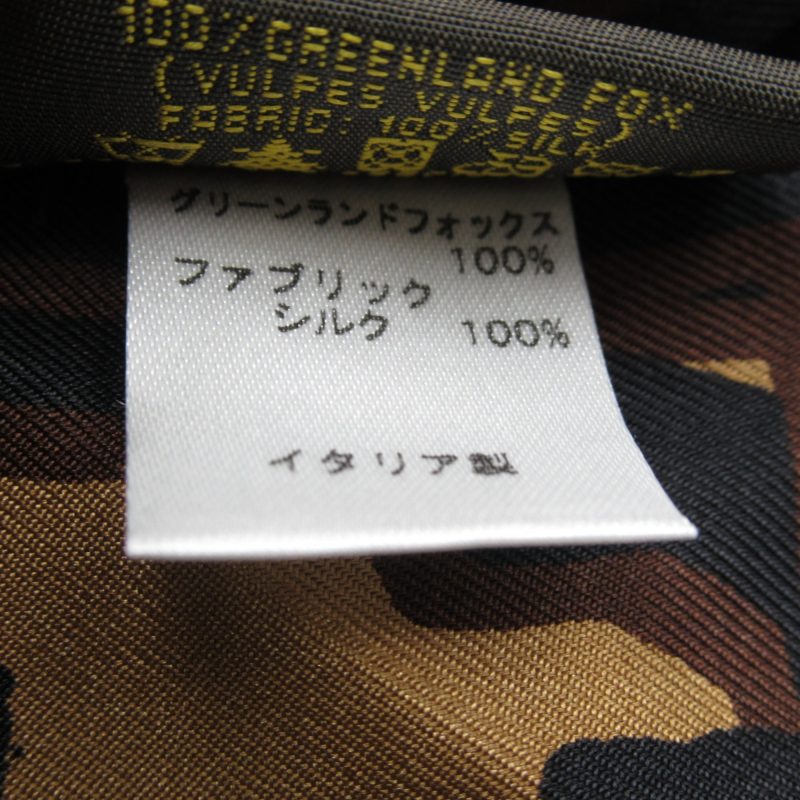 100% GREENLAND FOX
(VULPES VULPES)
FABRIC: 100% SILK
グリーンランドフォックス
100%
ファブリック
シルク 100%
イタリア製